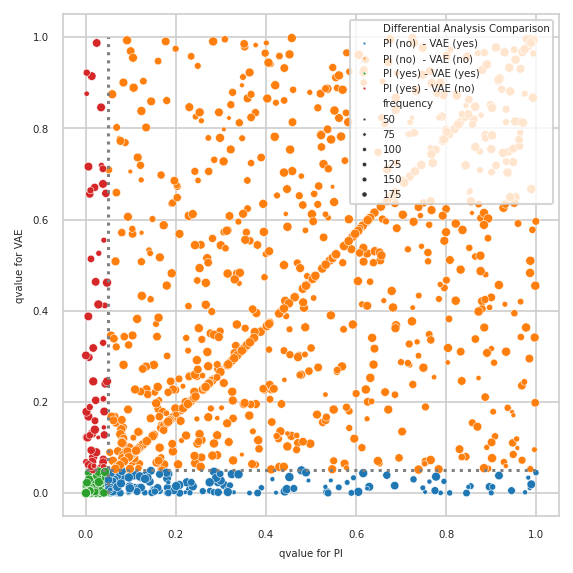 Differential Analysis Comparison
PI (no)  - VAE (yes)
PI (no)  - VAE (no)
PI (yes) - VAE (yes)
PI (yes) - VAE (no)
frequency
50
75
100
125
150
175
1.0
0.8
0.6
0.4
0.2
0.0
qvalue for VAE
0.0 0.2 0.4 0.6 0.8 1.0
qvalue for PI